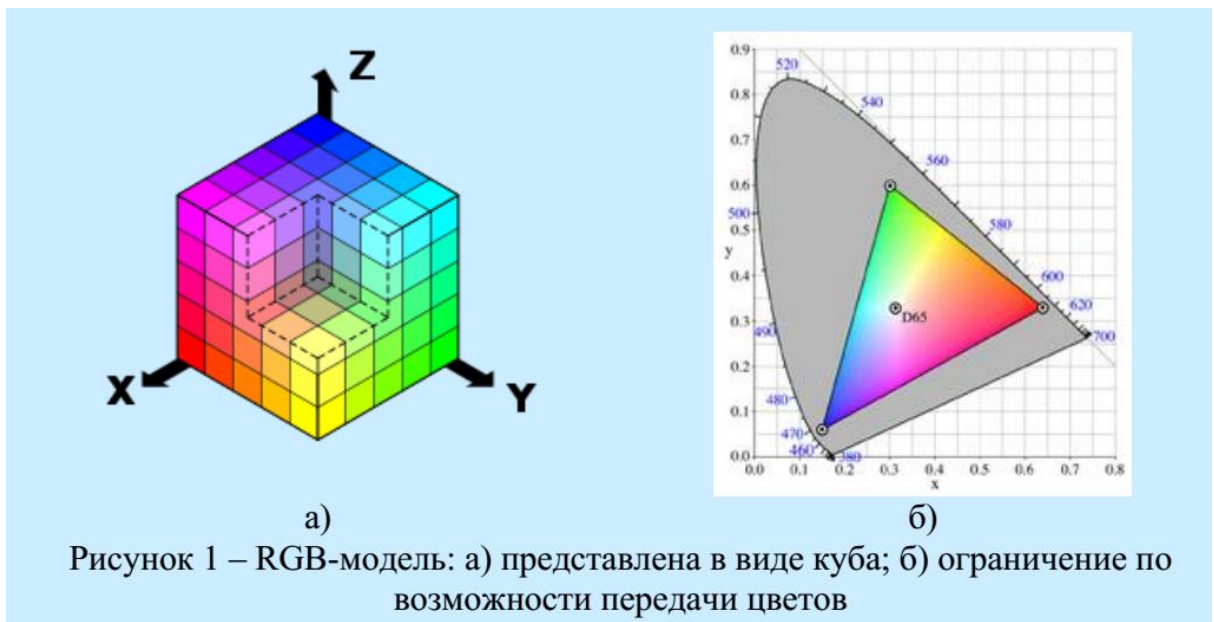 Z
X
Y
0.9
0.8
0.7
0.6
0.5
0.4
0.3
0.2
0.1
0.0
y
0.0 0.1 0.2 0.3 0.4 0.5 0.6 0.7 0.8
x
520
540
560
580
600
620
700
500
490
480
470
460
380
D65
а)
б)
Рисунок 1 – RGB-модель: а) представлена в виде куба; б) ограничение по
возможности передачи цветов